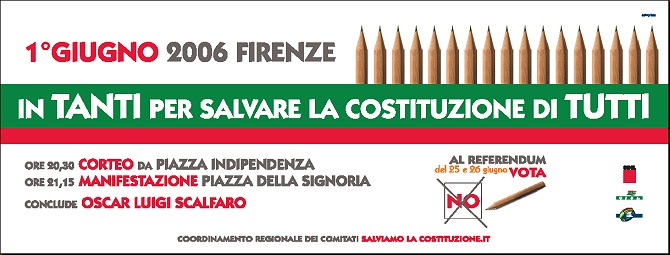 1°GIUGNO 2006 FIRENZE
IN TANTI PER SALVARE LA COSTITUZIONE DI TUTTI
ORE 20,30 CORTEO DA PIAZZA INDIPENDENZA
ORE 21,15 MANIFESTAZIONE PIAZZA DELLA SIGNORIA
CONCLUDE OSCAR LUIGI SCALFARO
AL REFERENDUM
del 25 e 26 giugno VOTA
NO
COORDINAMENTO REGIONALE DEI COMITATI SALVIAMO LA COSTITUZIONE.IT